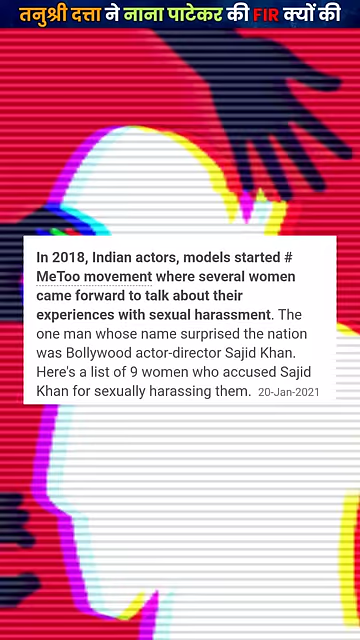 तनुश्री दत्ता ने नाना पाटेकर की FIR क्यों की
In 2018, Indian actors, models started #
MeToo movement where several women
came forward to talk about their
experiences with sexual harassment. The
one man whose name surprised the nation
was Bollywood actor-director Sajid Khan.
Here's a list of 9 women who accused Sajid
Khan for sexually harassing them. 20-Jan-2021